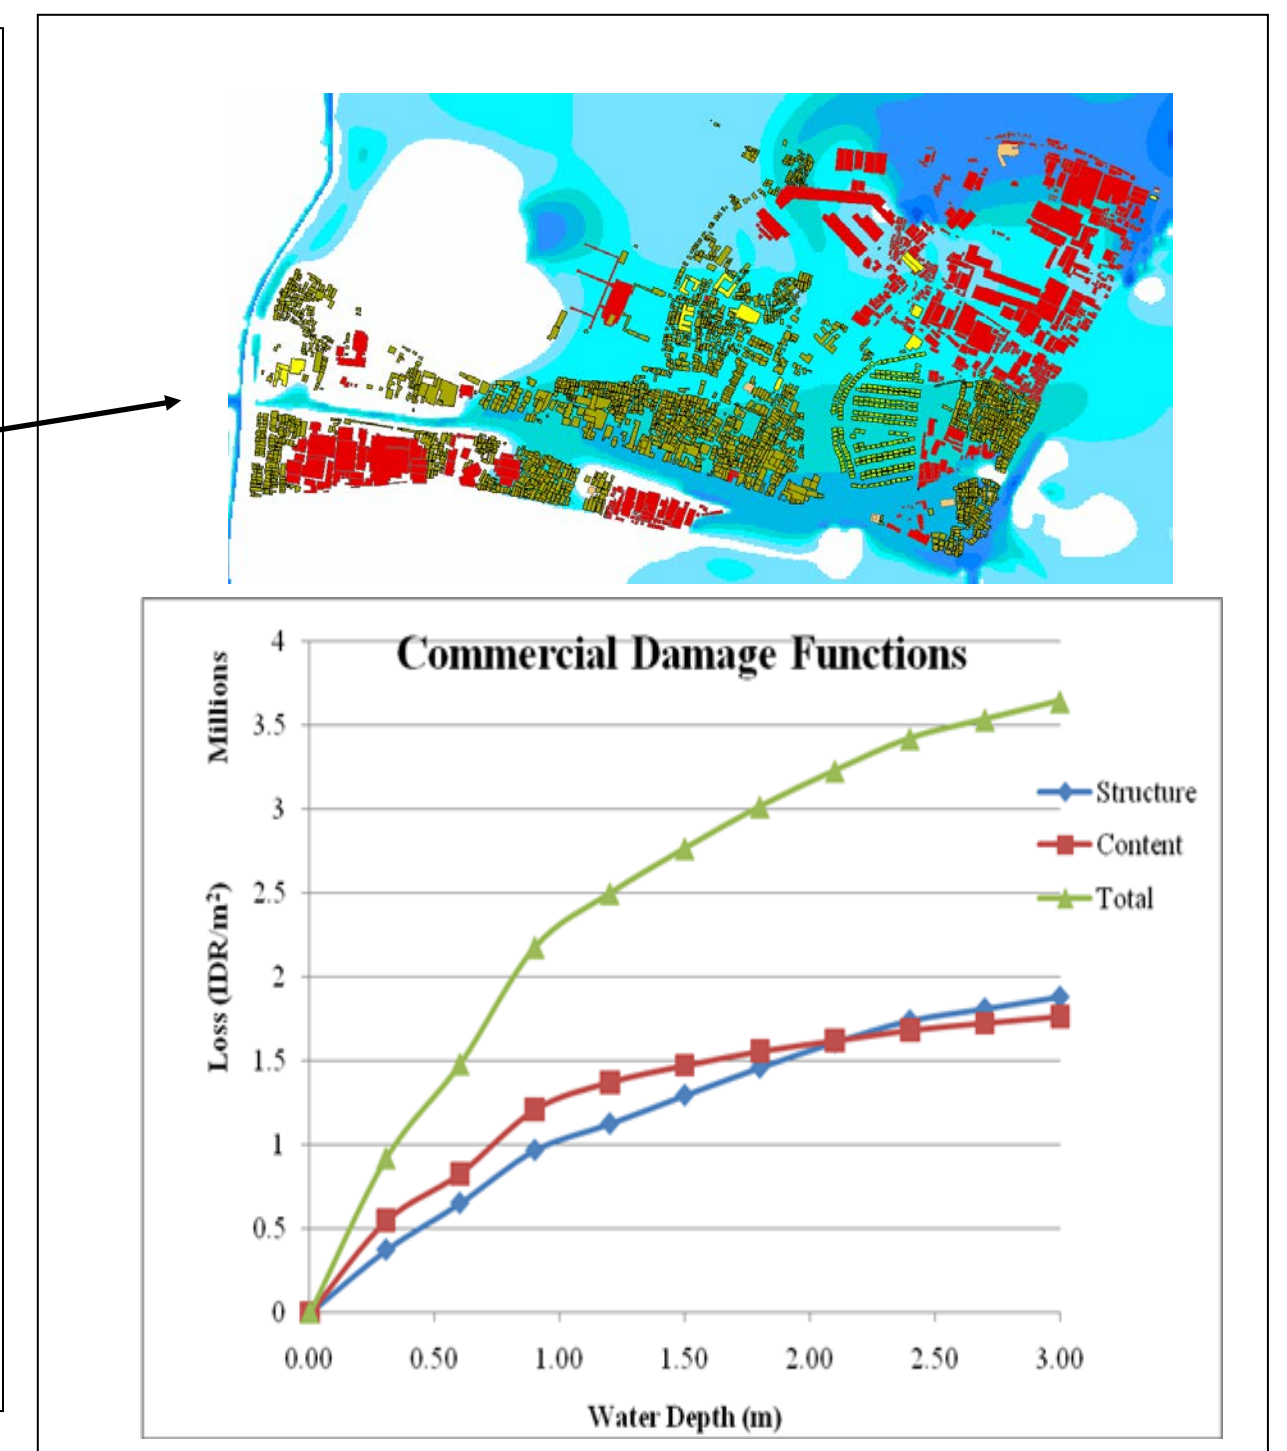 Commercial Damage Functions
Millions
Loss (IDR/m²)
4
3.5
3
2.5
2
1.5
1
0.5
0
0.00 0.50 1.00 1.50 2.00 2.50 3.00
Water Depth (m)
Structure
Content
Total